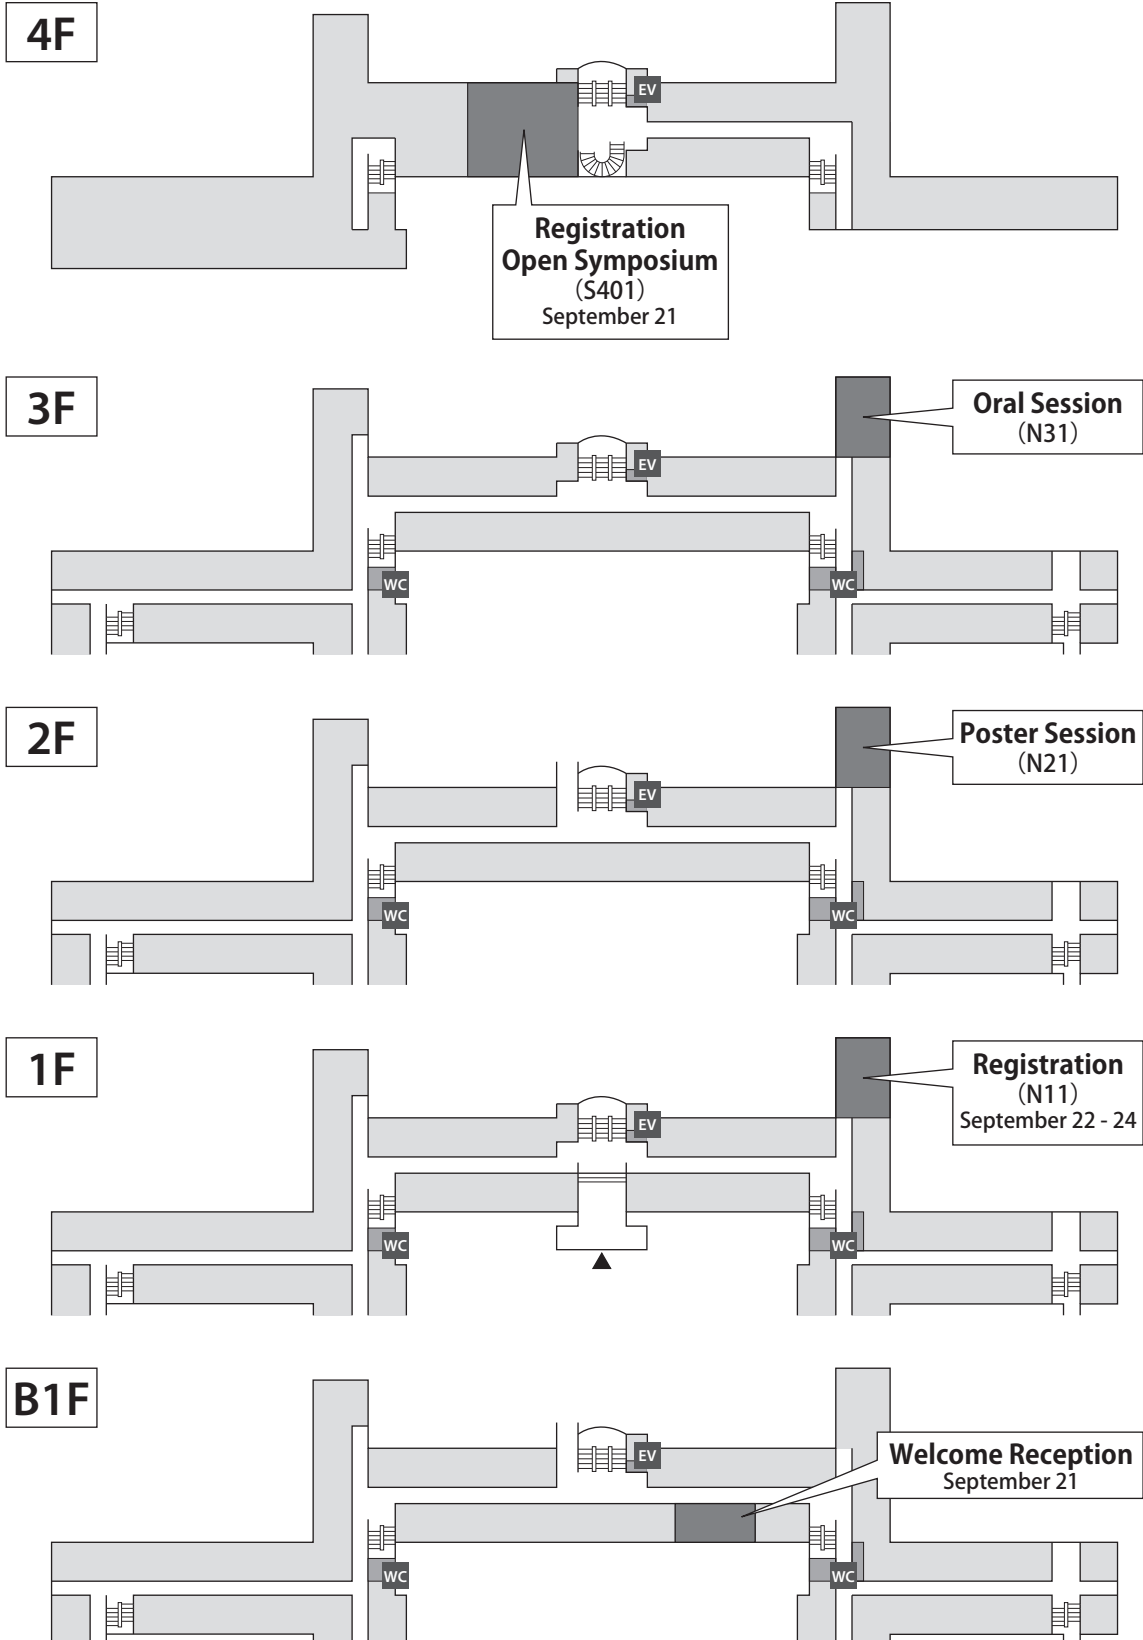 4F
EV
Registration
Open Symposium
（S401）
September 21
3F
EV
Oral Session
（N31）
WC
WC
2F
EV
Poster Session
（N21）
WC
WC
1F
EV
Registration
（N11）
September 22 - 24
WC
WC
B1F
EV
Welcome Reception
September 21
WC
WC